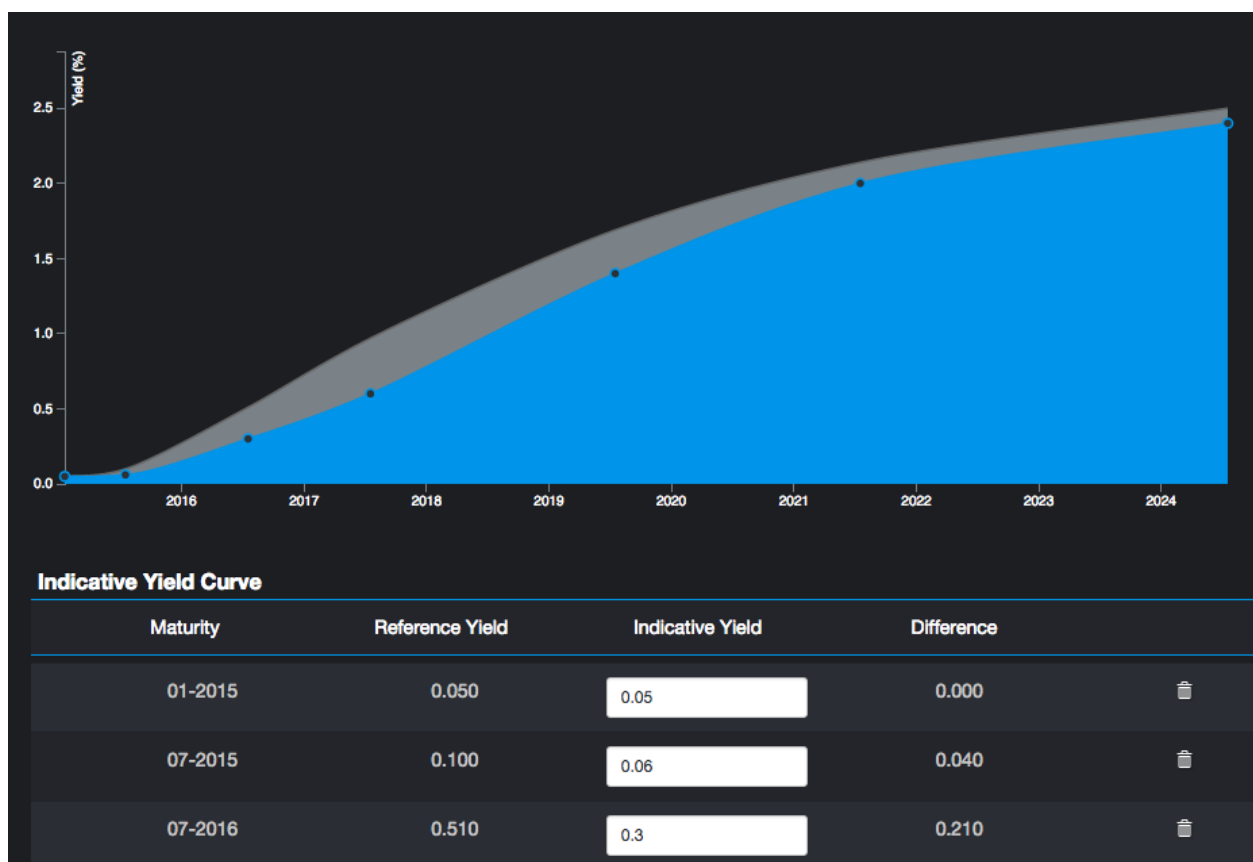 Yield (%)
2.5
2.0
1.5
1.0
0.5
0.0
2016 2017 2018 2019 2020 2021 2022 2023 2024
Indicative Yield Curve
Maturity Reference Yield Indicative Yield Difference
01-2015 0.050 0.05 0.000
07-2015 0.100 0.06 0.040
07-2016 0.510 0.3 0.210